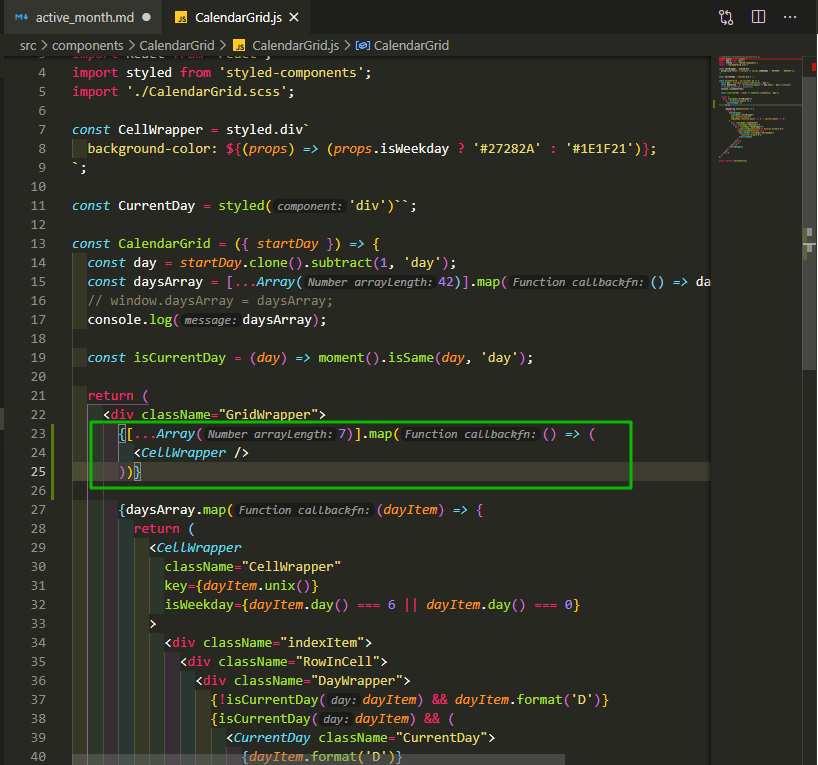 active_month.md
CalendarGrid.js
src > components > CalendarGrid > CalendarGrid.js > CalendarGrid
4 import styled from 'styled-components';
5 import './CalendarGrid.scss';
6
7 const CellWrapper = styled.div`
8 background-color: ${(props) => (props.isWeekday ? '#27282A' : '#1E1F21')};
9 `;
10
11 const CurrentDay = styled( component: 'div')``;
12
13 const CalendarGrid = ({ startDay }) => {
14 const day = startDay.clone().subtract(1, 'day');
15 const daysArray = [...Array( Number arrayLength: 42)].map( Function callbackfn: () => da
16 // window.daysArray = daysArray;
17 console.log( message: daysArray);
18
19 const isCurrentDay = (day) => moment().isSame(day, 'day');
20
21 return (
22 <div className="GridWrapper">
23 {[...Array( Number arrayLength: 7)].map( Function callbackfn: () => (
24 <CellWrapper />
25 ))}
26
27 {daysArray.map( Function callbackfn: (dayItem) => {
28 return (
29 <CellWrapper
30 className="CellWrapper"
31 key={dayItem.unix()}
32 isWeekday={dayItem.day() === 6 || dayItem.day() === 0}
33 >
34 <div className="indexItem">
35 <div className="RowInCell">
36 <div className="DayWrapper">
37 {!isCurrentDay( day: dayItem) && dayItem.format('D')}
38 {isCurrentDay( day: dayItem) && (
39 <CurrentDay className="CurrentDay">
40 {dayItem.format('D')}